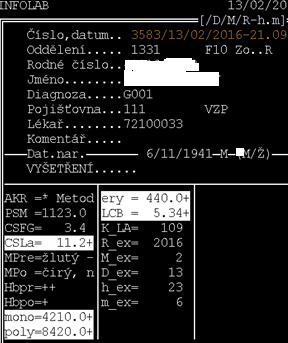 INFOLAB 13/02/20
[/D/M/R-h.m]
Číslo,datum.. 3583/13/02/2016-21.09
Oddělení..... 1331 F10 Zo..R
Rodné číslo..
Jméno........
Diagnoza.....G001
Pojišťovna...111 VZP
Lékař........72100033
Komentář.....
Dat.nar. 6/11/1941 M (M/Ž)
VYŠETŘENÍ......
AKR =* Metod ery = 440.0+
PSM =1123.0 LCB = 5.34+
CSFG= 3.4 K_LA= 109
CSLa= 11.2+ R_ex= 2016
MPre=žlutý - M_ex= 2
MPo =čirý, n D_ex= 13
Hbpr=++ h_ex= 23
Hbpo=+ m_ex= 6
mono=4210.0+
poly=8420.0+